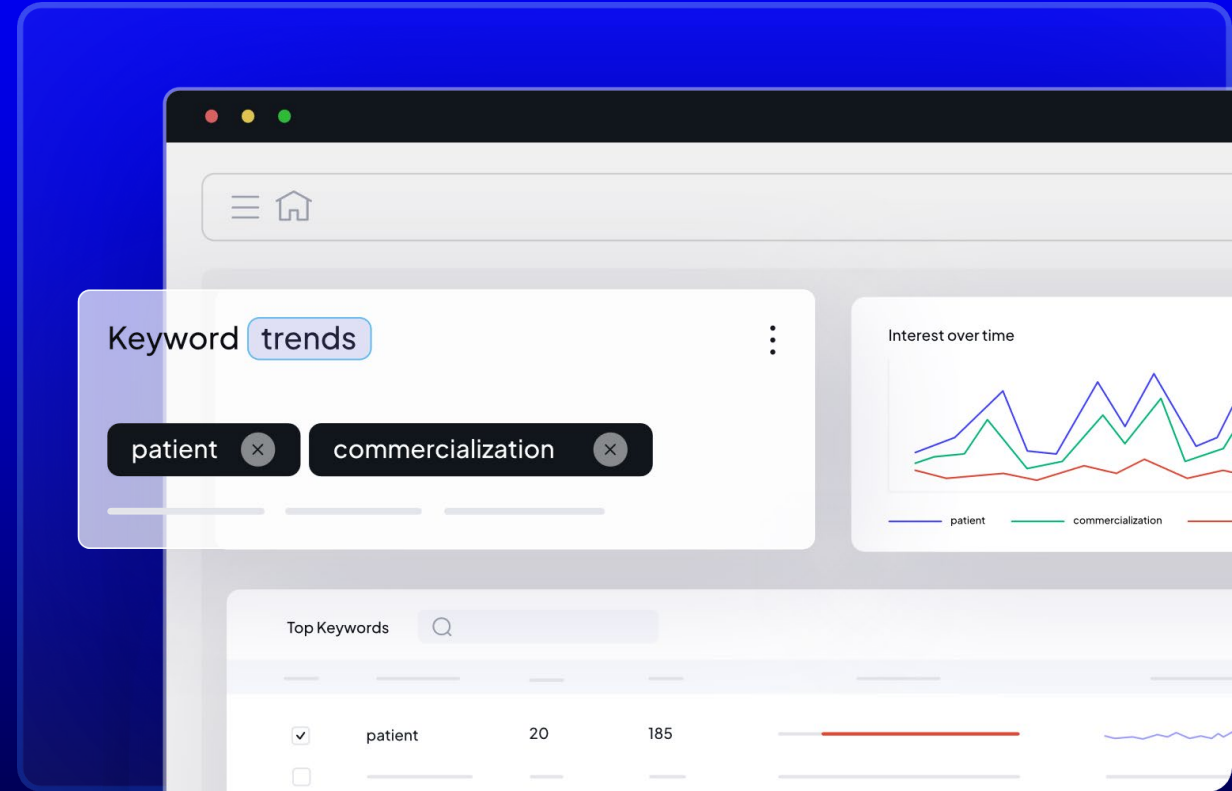 Keyword trends
patient
commercialization
Interest over time
patient
commercialization
Top Keywords
patient
20
185